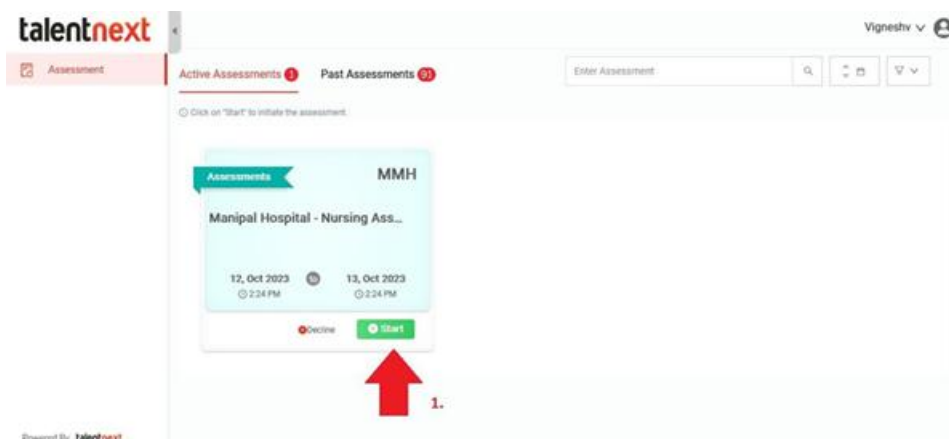 talentnext
Vigneshv
Assessment
Active Assessments 1
Past Assessments 91
Enter Assessment
Click on "Start" to initiate the assessment.
Assessments
MMH
Manipal Hospital - Nursing Ass...
12, Oct 2023 to 13, Oct 2023
2:24 PM 2:24 PM
Decline Start
1.
Powered By talentnext